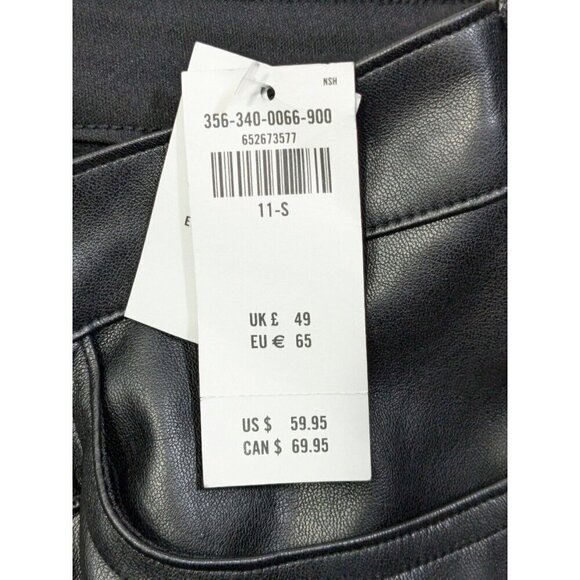 NSH
356-340-0066-900
652673577
11-S
E
UK £ 49
EU € 65
US $ 59.95
CAN $ 69.95